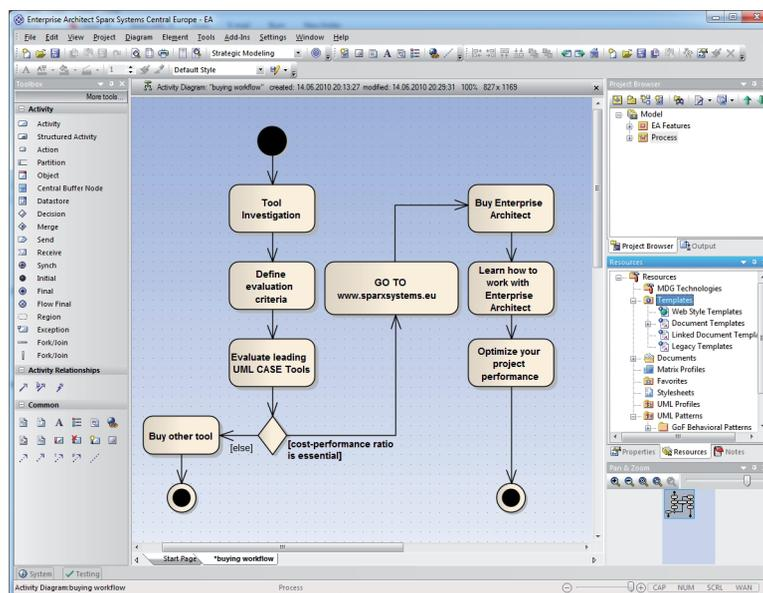 Enterprise Architect Sparx Systems Central Europe - EA
File Edit View Project Diagram Element Tools Add-Ins Settings Window Help
Strategic Modeling
Default Style
Toolbox
More tools...
Activity
Activity
Structured Activity
Action
Partition
Object
Central Buffer Node
Datastore
Decision
Merge
Send
Receive
Synch
Initial
Final
Flow Final
Region
Exception
Fork/Join
Fork/Join
Activity Relationships
Common
Activity Diagram: "buying workflow" created: 14.06.2010 20:13:27 modified: 14.06.2010 20:29:31 100% 827 x 1169
Tool
Investigation
Define
evaluation
criteria
Evaluate leading
UML CASE Tools
Buy other tool
[else]
[cost-performance ratio
is essential]
GO TO
www.sparxsystems.eu
Buy Enterprise
Architect
Learn how to
work with
Enterprise
Architect
Optimize your
project
performance
Start Page
*buying workflow
Project Browser
Model
EA Features
Process
Project Browser Output
Resources
Resources
MDG Technologies
Templates
Web Style Templates
Document Templates
Linked Document Templa
Legacy Templates
Documents
Matrix Profiles
Favorites
Stylesheets
UML Profiles
UML Patterns
GoF Behavioral Patterns
Properties Resources Notes
Pan & Zoom
System Testing
Activity Diagram:buying workflow Process CAP NUM SCRL WAN